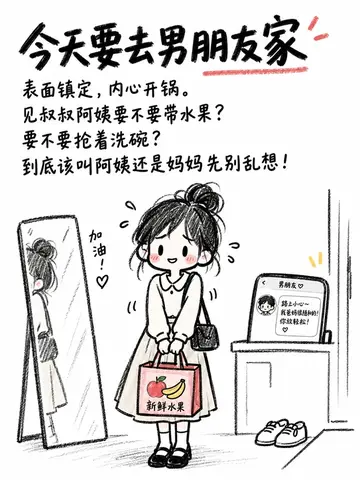 今天要去男朋友家
表面镇定，内心开锅。
见叔叔阿姨要不要带水果？
要不要抢着洗碗？
到底该叫阿姨还是妈妈先别乱想！
加油！♡
男朋友♡
路上小心~
我爸妈很随和的！
你放轻松！
♡
新鲜水果